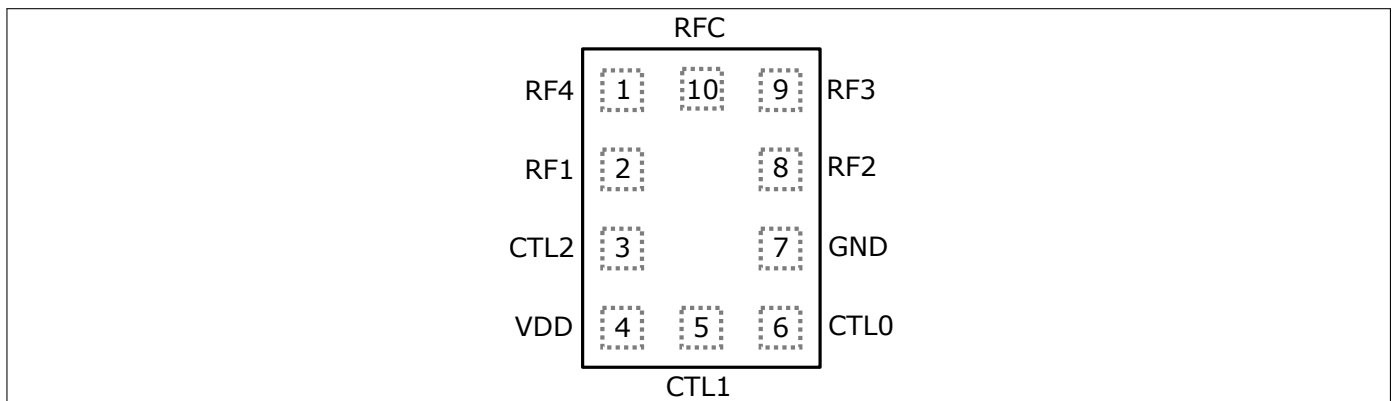 RFC
RF4 1 10 9 RF3
RF1 2 8 RF2
CTL2 3 7 GND
VDD 4 5 6 CTL0
CTL1